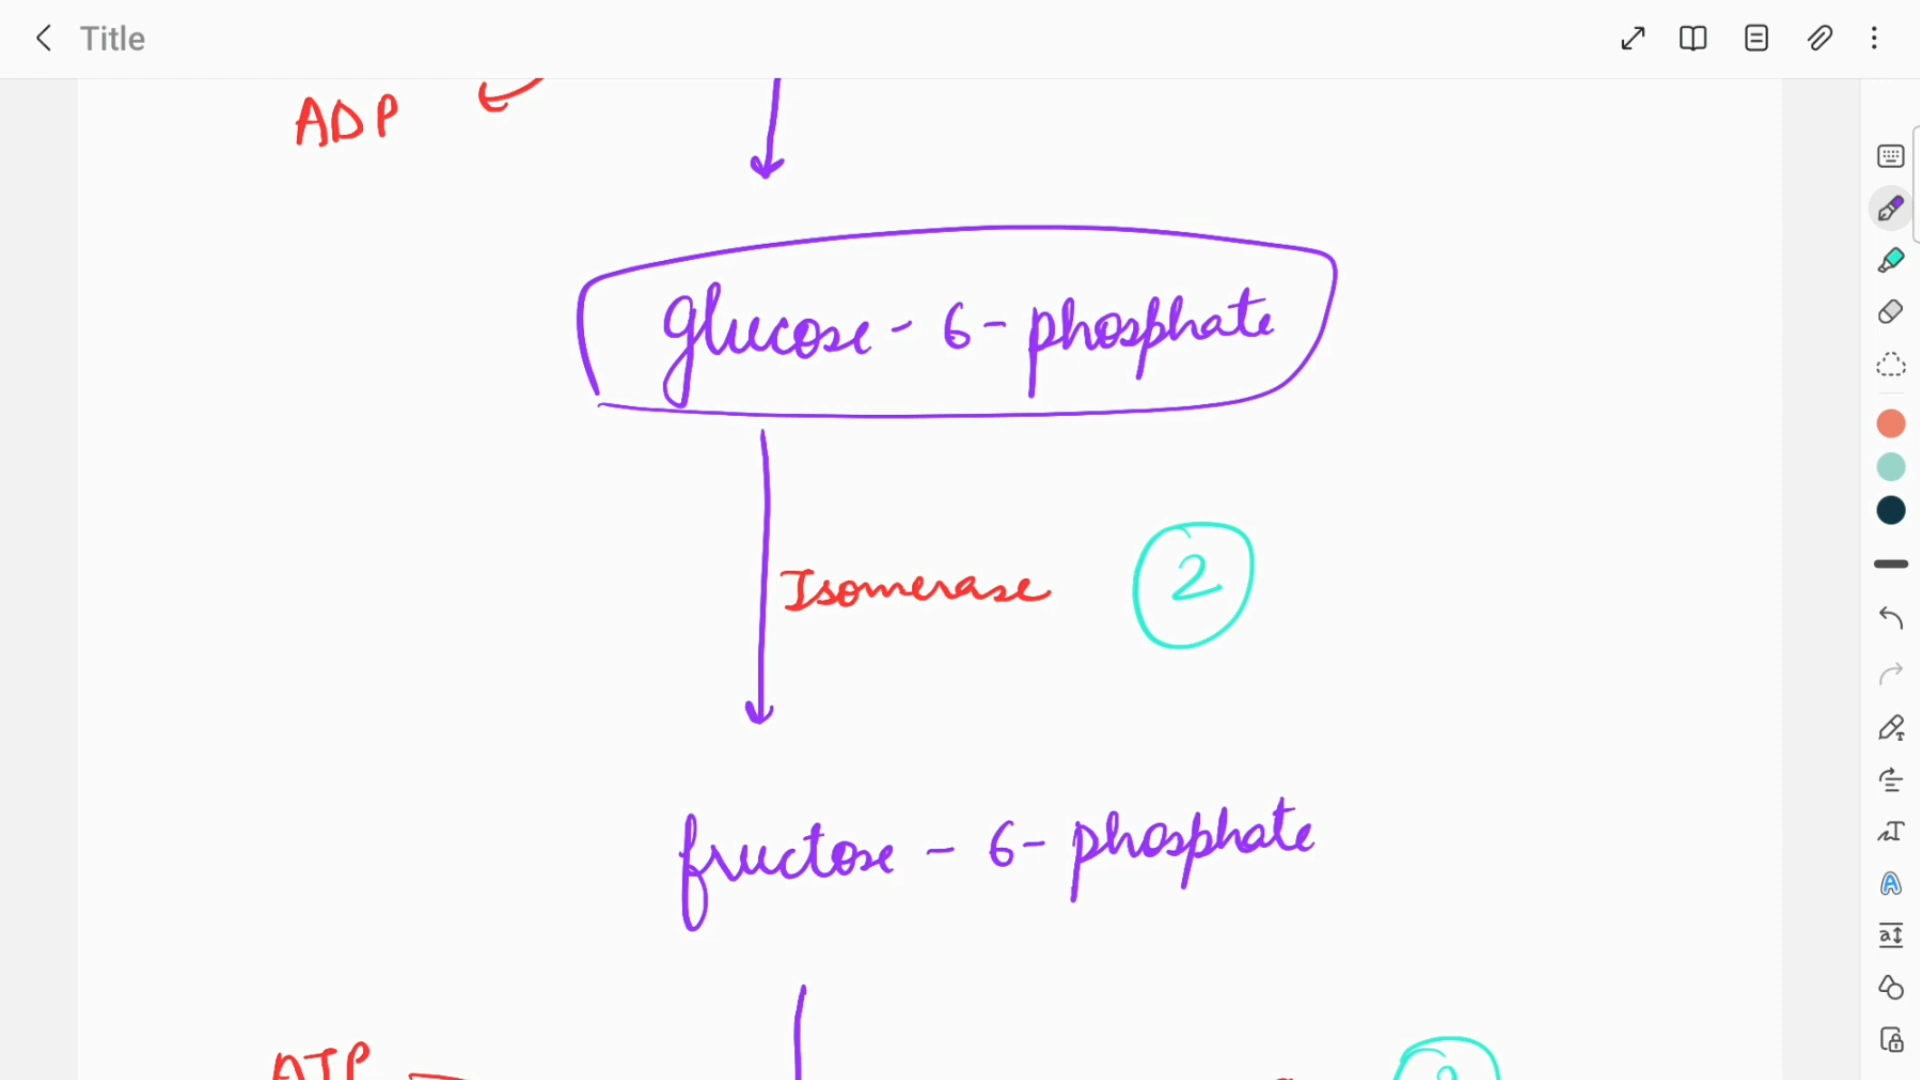 Title
ADP
glucose - 6 - phosphate
Isomerase 2
fructose - 6 - phosphate
ATP